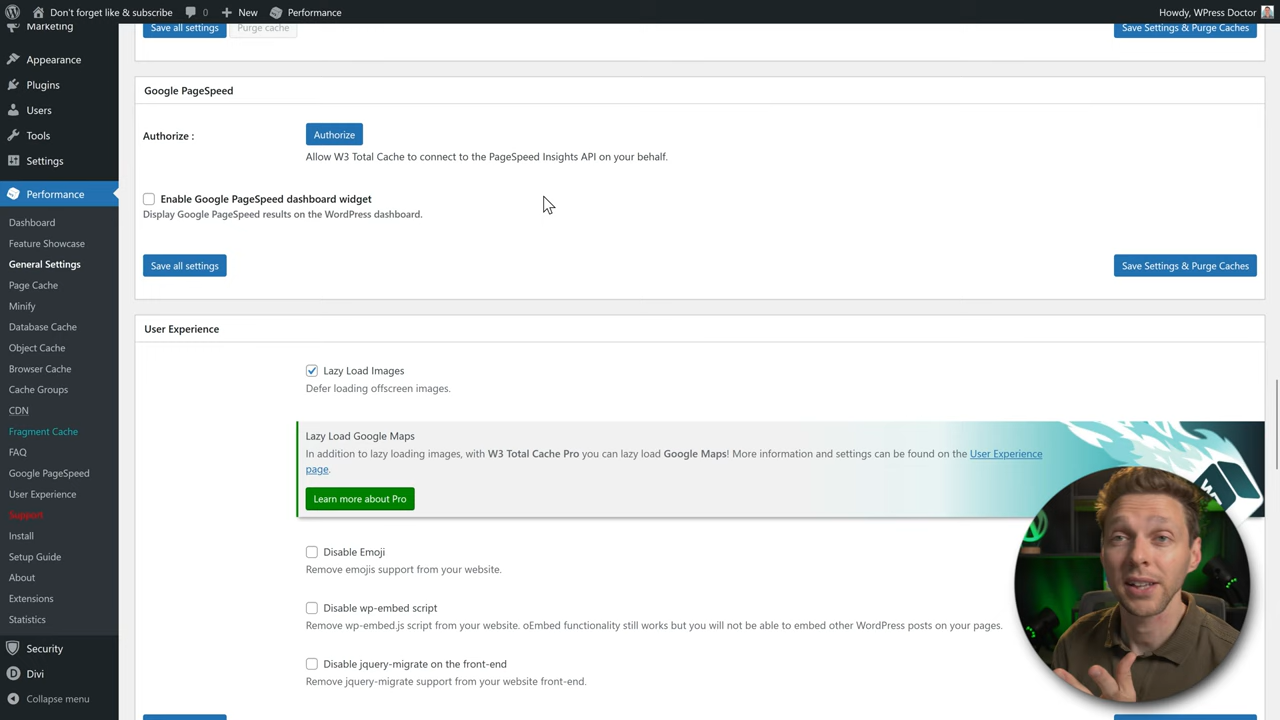 Don't forget like & subscribe
0
New
Performance
Howdy, WPress Doctor
Marketing
Appearance
Plugins
Users
Tools
Settings
Performance
Dashboard
Feature Showcase
General Settings
Page Cache
Minify
Database Cache
Object Cache
Browser Cache
Cache Groups
CDN
Fragment Cache
FAQ
Google PageSpeed
User Experience
Support
Install
Setup Guide
About
Extensions
Statistics
Security
Divi
Collapse menu
Save all settings
Purge cache
Save Settings & Purge Caches
Google PageSpeed
Authorize :
Authorize
Allow W3 Total Cache to connect to the PageSpeed Insights API on your behalf.
Enable Google PageSpeed dashboard widget
Display Google PageSpeed results on the WordPress dashboard.
Save all settings
Save Settings & Purge Caches
User Experience
Lazy Load Images
Defer loading offscreen images.
Lazy Load Google Maps
In addition to lazy loading images, with W3 Total Cache Pro you can lazy load Google Maps! More information and settings can be found on the User Experience
page.
Learn more about Pro
Disable Emoji
Remove emojis support from your website.
Disable wp-embed script
Remove wp-embed.js script from your website. oEmbed functionality still works but you will not be able to embed other WordPress posts on your pages.
Disable jquery-migrate on the front-end
Remove jquery-migrate support from your website front-end.